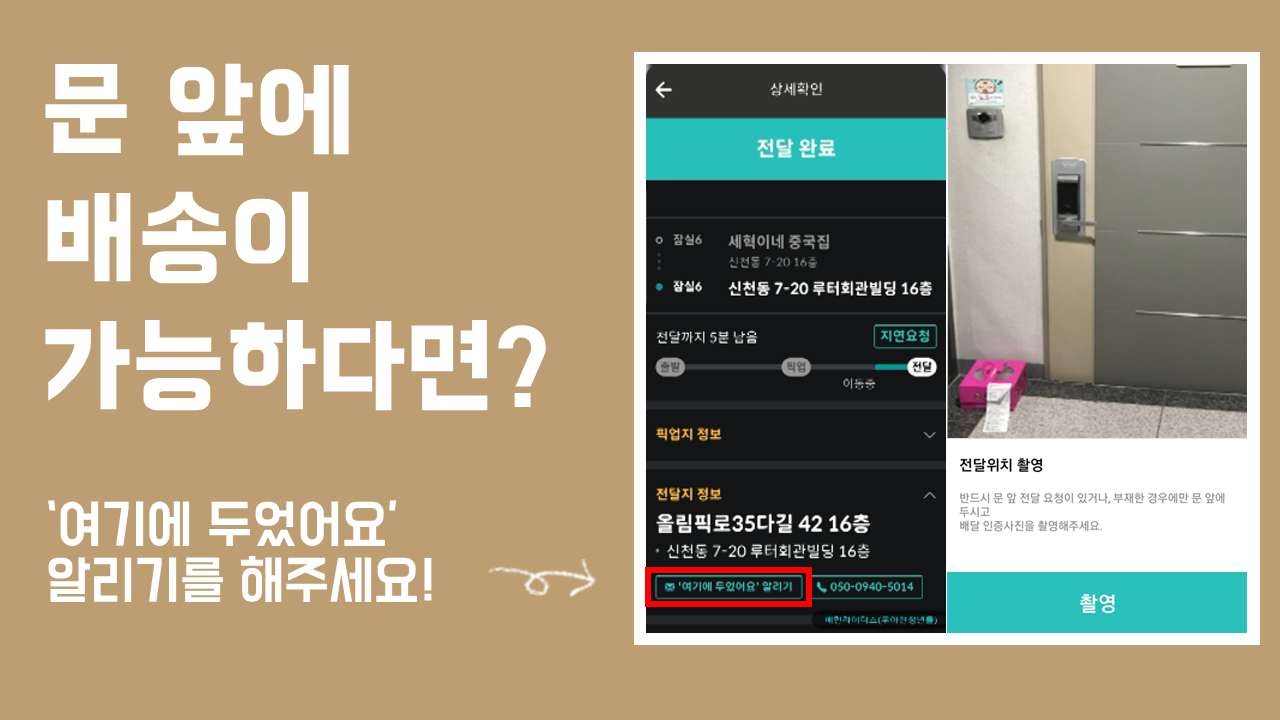 문 앞에
배송이
가능하다면?
'여기에 두었어요'
알리기를 해주세요!
상세확인
전달 완료
잠실6 세혁이네 중국집
신천동 7-20 16층
잠실6 신천동 7-20 루터회관빌딩 16층
전달까지 5분 남음 지연요청
출발 픽업 전달
이동중
픽업지 정보
전달지 정보
올림픽로35다길 42 16층
• 신천동 7-20 루터회관빌딩 16층
'여기에 두었어요' 알리기 050-0940-5014
배민라이더스(우아한청년들)
전달위치 촬영
반드시 문 앞 전달 요청이 있거나, 부재한 경우에만 문 앞에
두시고
배달 인증사진을 촬영해주세요.
촬영